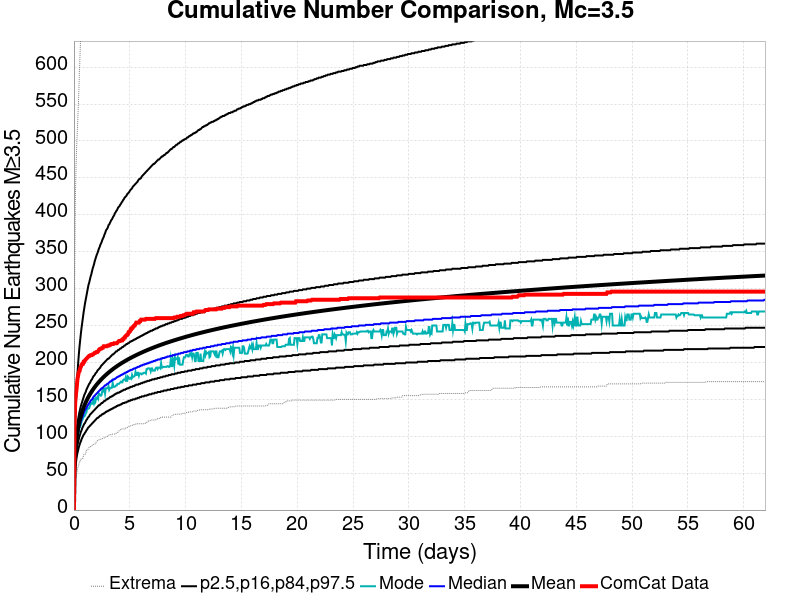 Cumulative Number Comparison, Mc=3.5
Cumulative Num Earthquakes M≥3.5
600
550
500
450
400
350
300
250
200
150
100
50
0
0 5 10 15 20 25 30 35 40 45 50 55 60
Time (days)
Extrema p2.5,p16,p84,p97.5 Mode Median Mean ComCat Data